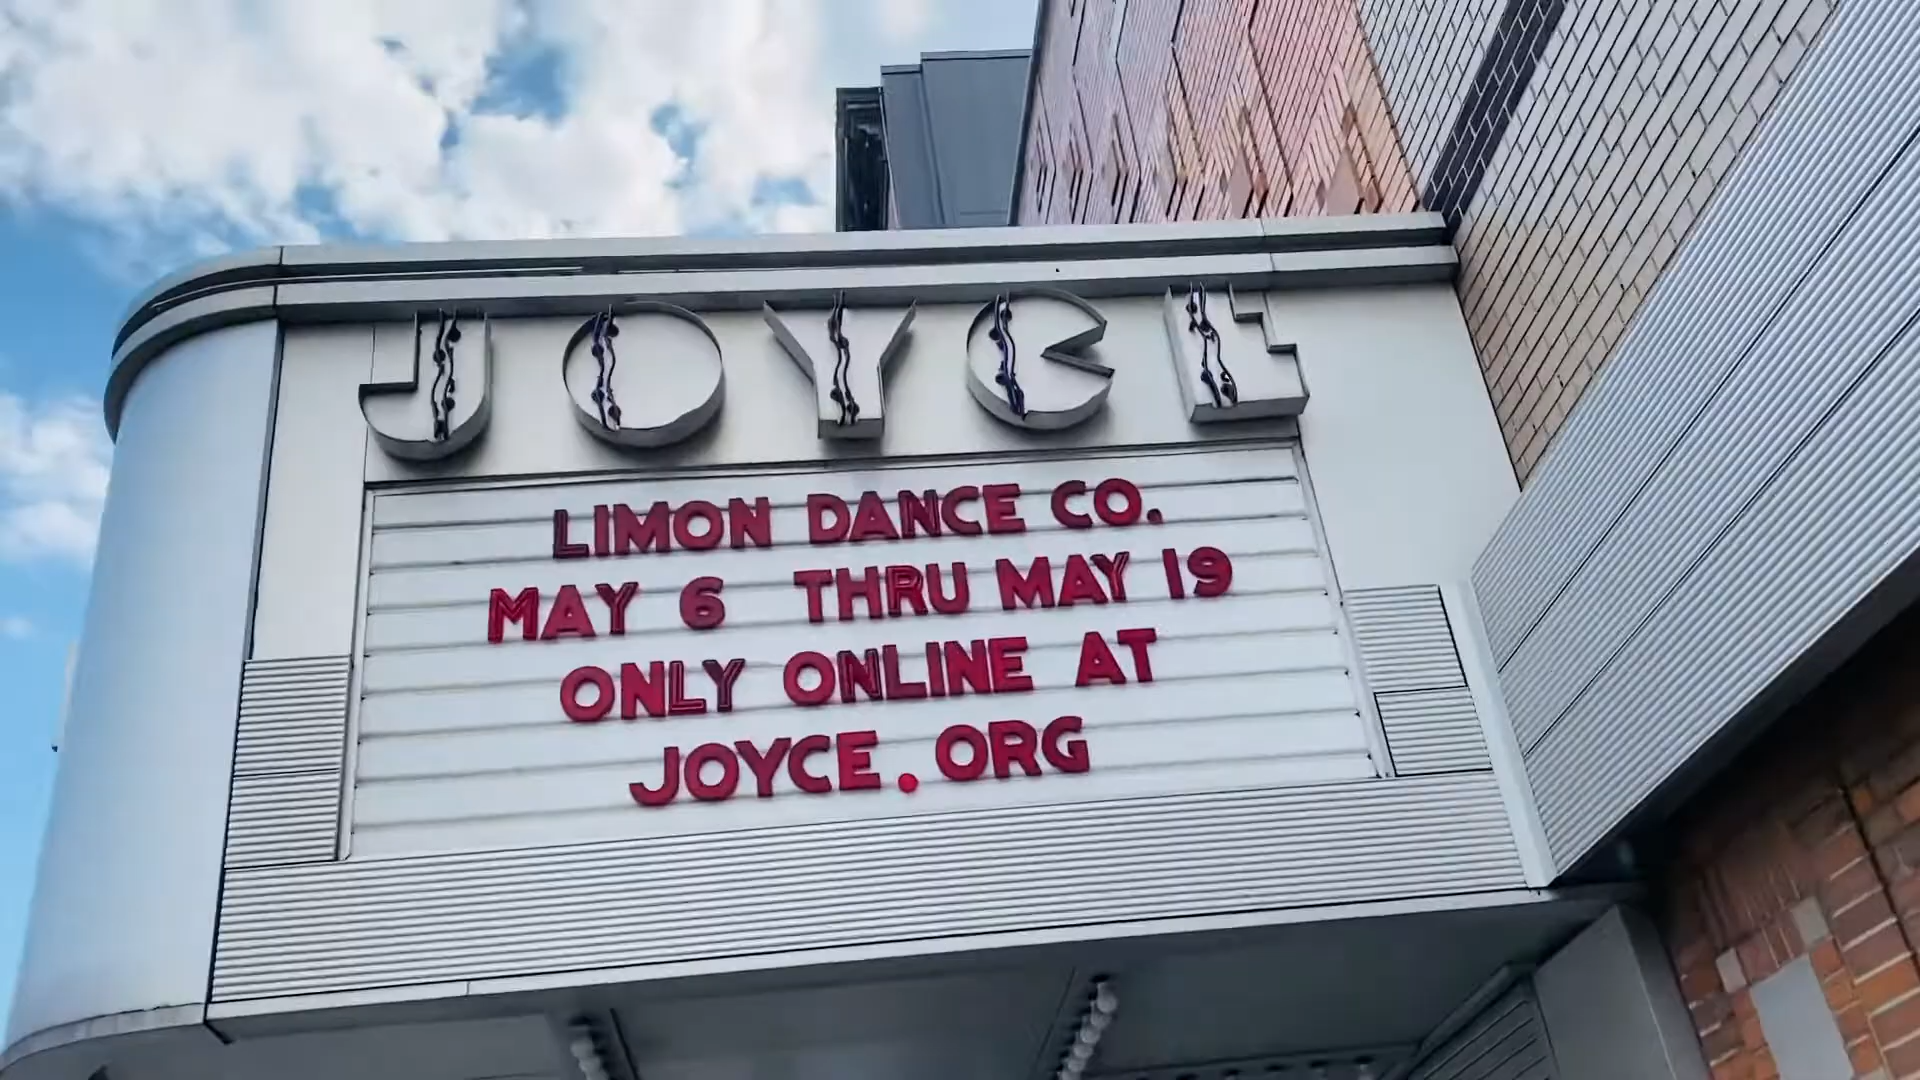 JOYCE
LIMON DANCE CO.
MAY 6 THRU MAY 19
ONLY ONLINE AT
JOYCE.ORG